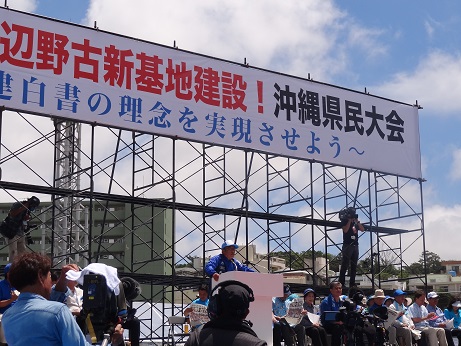 辺野古新基地建設！沖縄県民大会
建白書の理念を実現させよう～